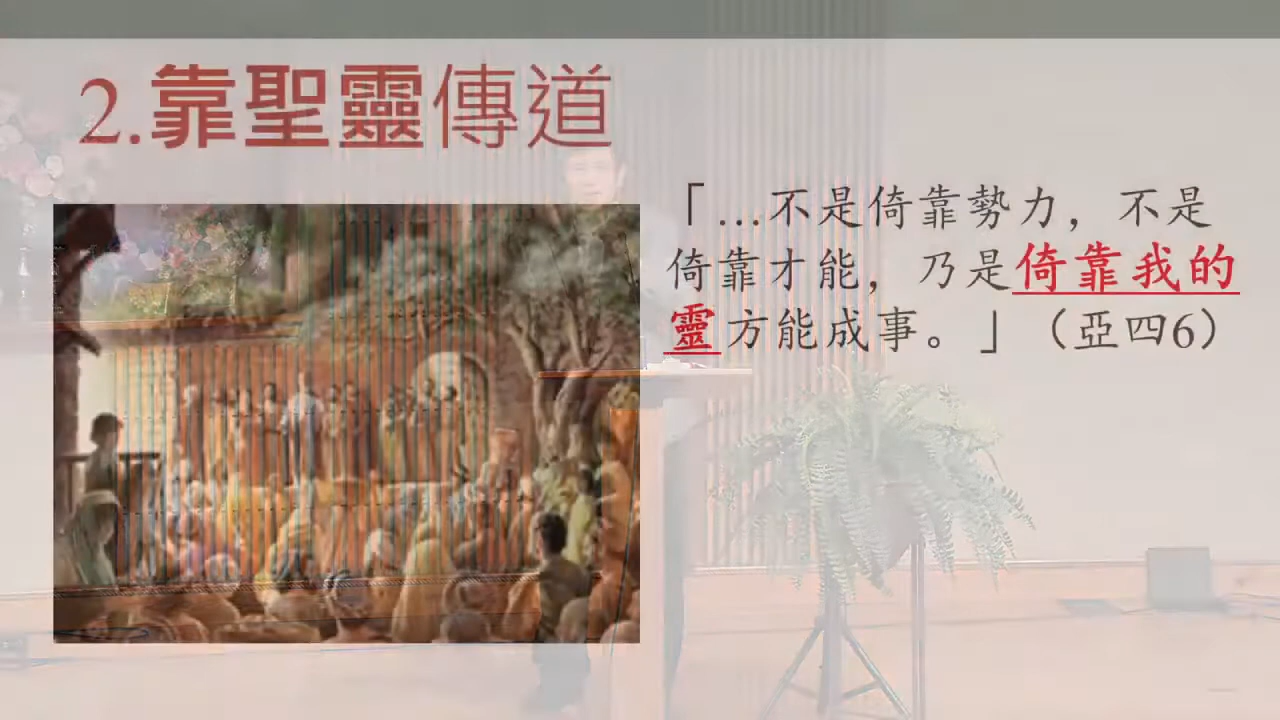 2.靠聖靈傳道
「…不是倚靠勢力，不是
倚靠才能，乃是倚靠我的
靈方能成事。」（亞四6）